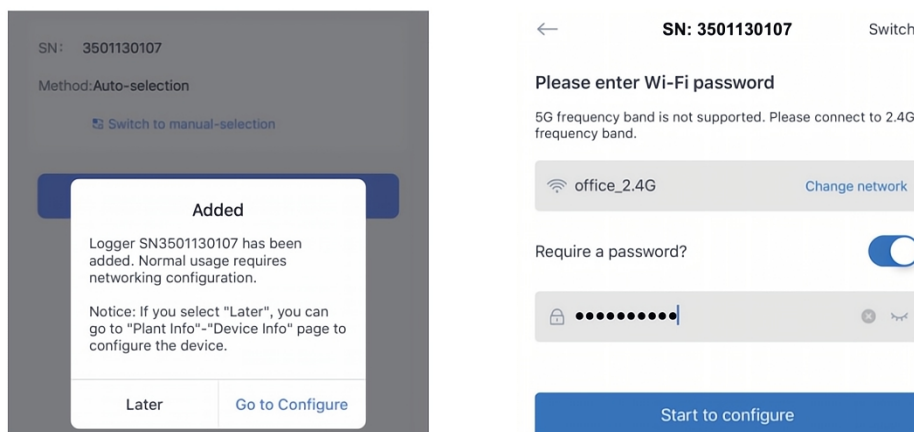 SN: 3501130107
Method:Auto-selection
Switch to manual-selection
Added
Logger SN3501130107 has been
added. Normal usage requires
networking configuration.
Notice: If you select "Later", you can
go to "Plant Info"-"Device Info" page to
configure the device.
Later Go to Configure
SN: 3501130107 Switch
Please enter Wi-Fi password
5G frequency band is not supported. Please connect to 2.4G
frequency band.
office_2.4G Change network
Require a password?
●●●●●●●●●●
Start to configure